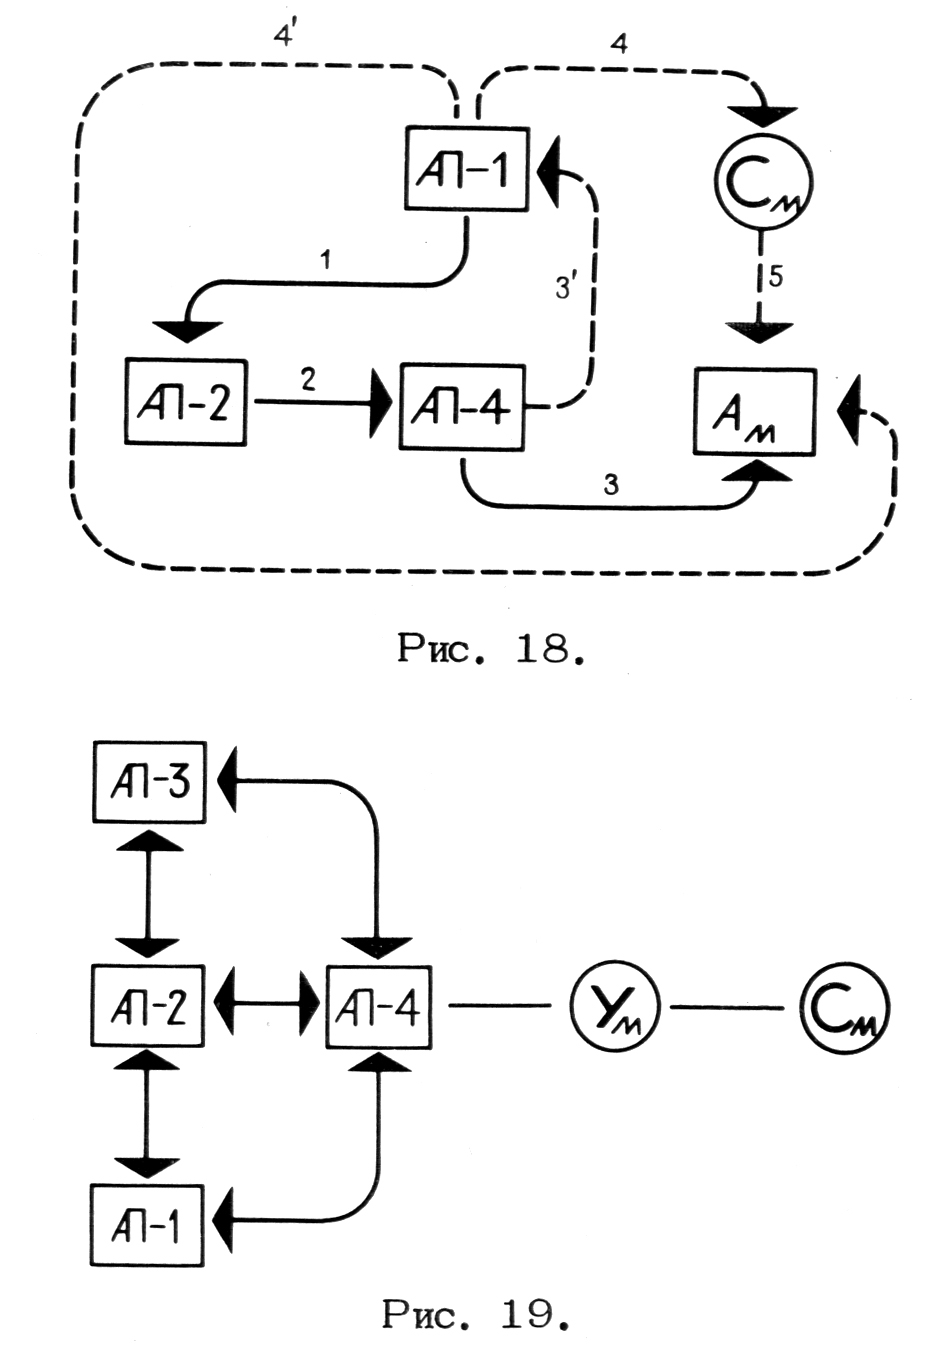 4' 4
АП-1 См
1 3' 5
АП-2 2 АП-4 Ам
3
Рис. 18.
АП-3
АП-2 АП-4 Ум См
АП-1
Рис. 19.